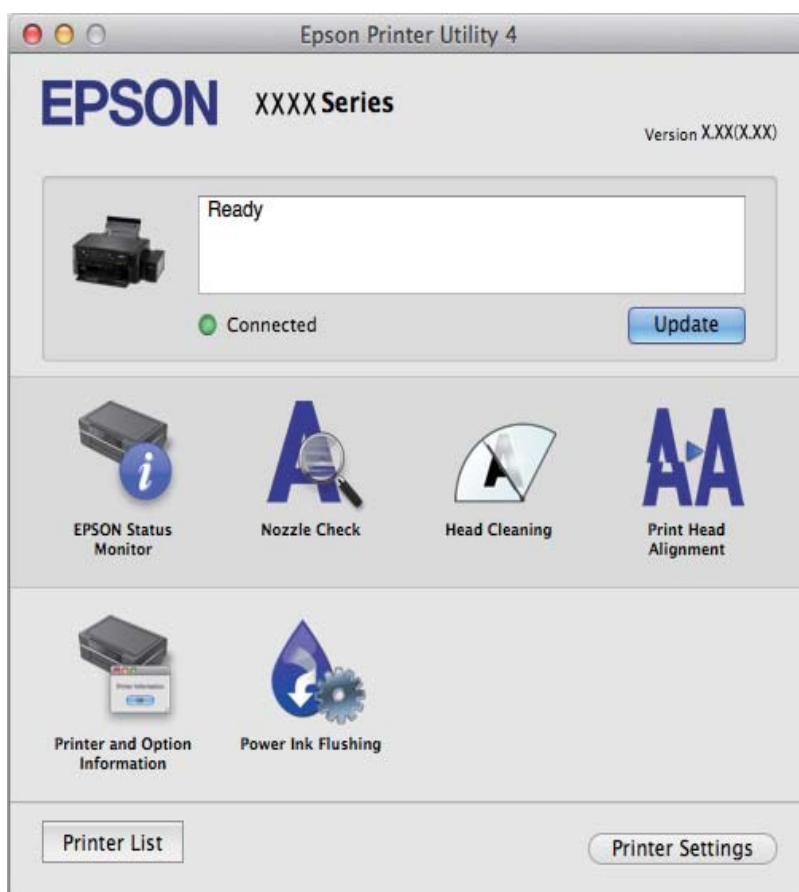 Epson Printer Utility 4
EPSON XXXX Series
Version X.XX(X.XX)
Ready
Connected
Update
EPSON Status
Monitor
Nozzle Check
Head Cleaning
Print Head
Alignment
Printer and Option
Information
Power Ink Flushing
Printer List
Printer Settings